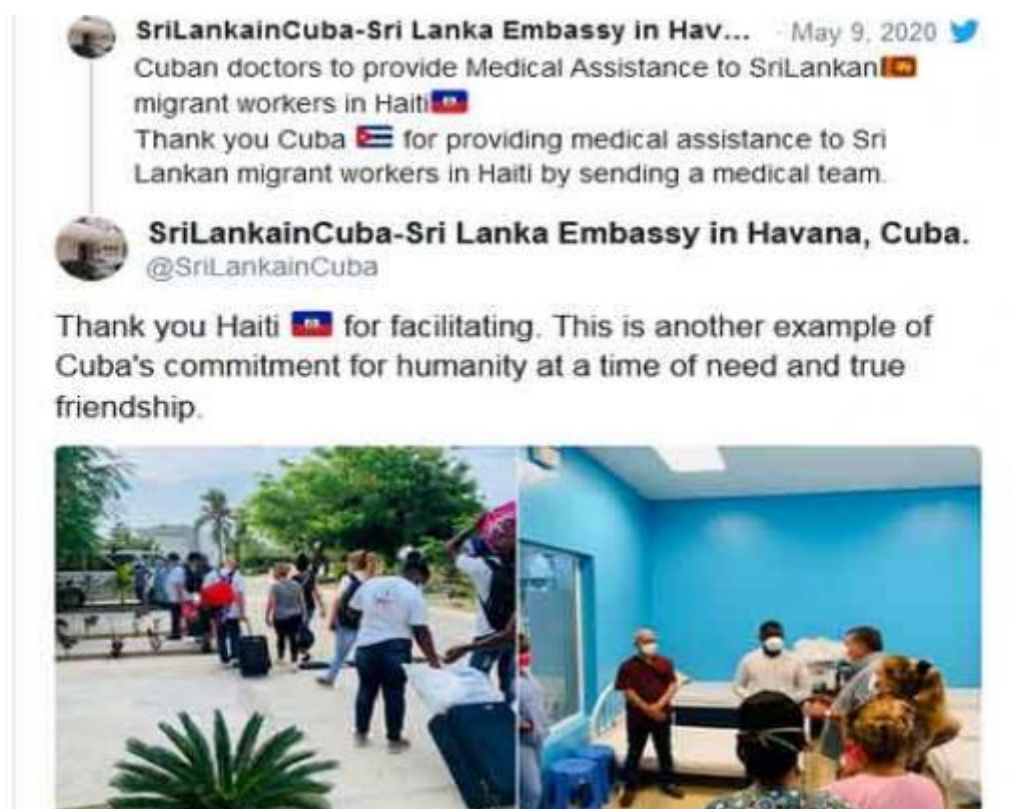 SriLankainCuba-Sri Lanka Embassy in Hav... · May 9, 2020
Cuban doctors to provide Medical Assistance to SriLankan
migrant workers in Haiti
Thank you Cuba for providing medical assistance to Sri
Lankan migrant workers in Haiti by sending a medical team.
SriLankainCuba-Sri Lanka Embassy in Havana, Cuba.
@SriLankainCuba
Thank you Haiti for facilitating. This is another example of
Cuba's commitment for humanity at a time of need and true
friendship.